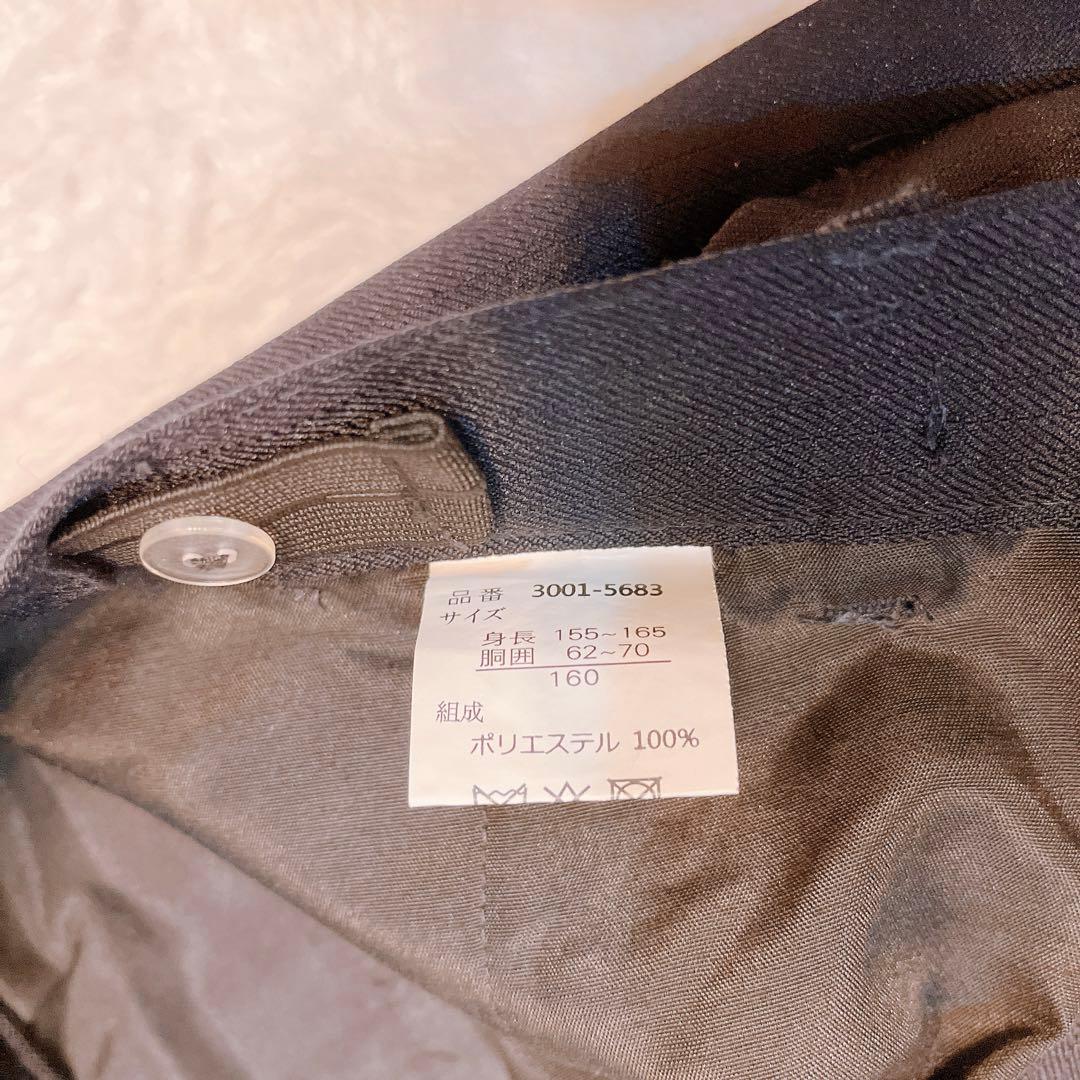 品番 3001-5683
サイズ
身長 155~165
胴囲 62~70
160
組成
ポリエステル 100%